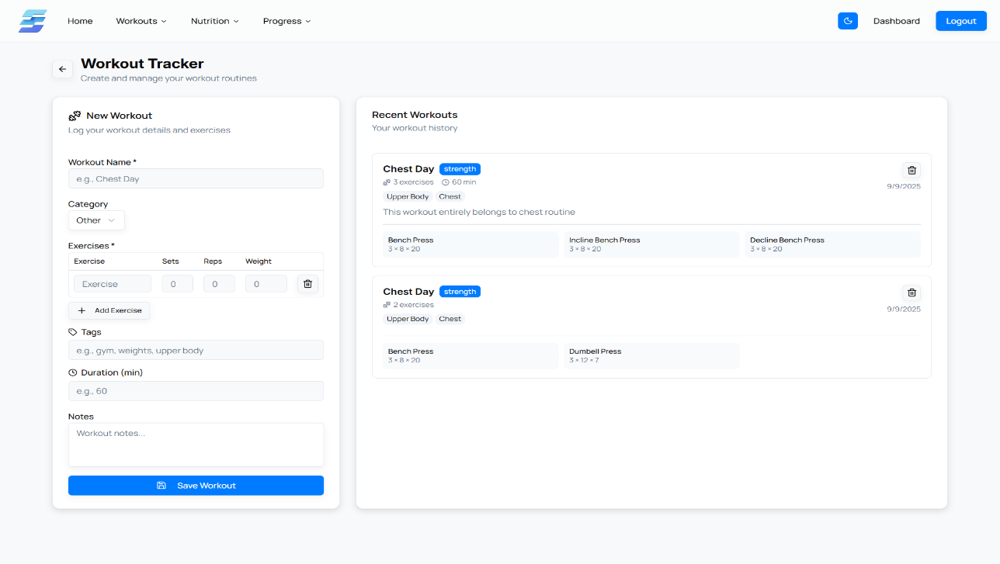 Home Workouts Nutrition Progress Dashboard Logout
Workout Tracker
Create and manage your workout routines
New Workout
Log your workout details and exercises
Workout Name *
e.g., Chest Day
Category
Other
Exercises *
Exercise Sets Reps Weight
Exercise 0 0 0
Add Exercise
Tags
e.g., gym, weights, upper body
Duration (min)
e.g., 60
Notes
Workout notes...
Save Workout
Recent Workouts
Your workout history
Chest Day strength
3 exercises 60 min
9/9/2025
Upper Body Chest
This workout entirely belongs to chest routine
Bench Press Incline Bench Press Decline Bench Press
3 × 8 × 20 3 × 8 × 20 3 × 8 × 20
Chest Day strength
2 exercises
9/9/2025
Upper Body Chest
Bench Press Dumbell Press
3 × 8 × 20 3 × 12 × 7